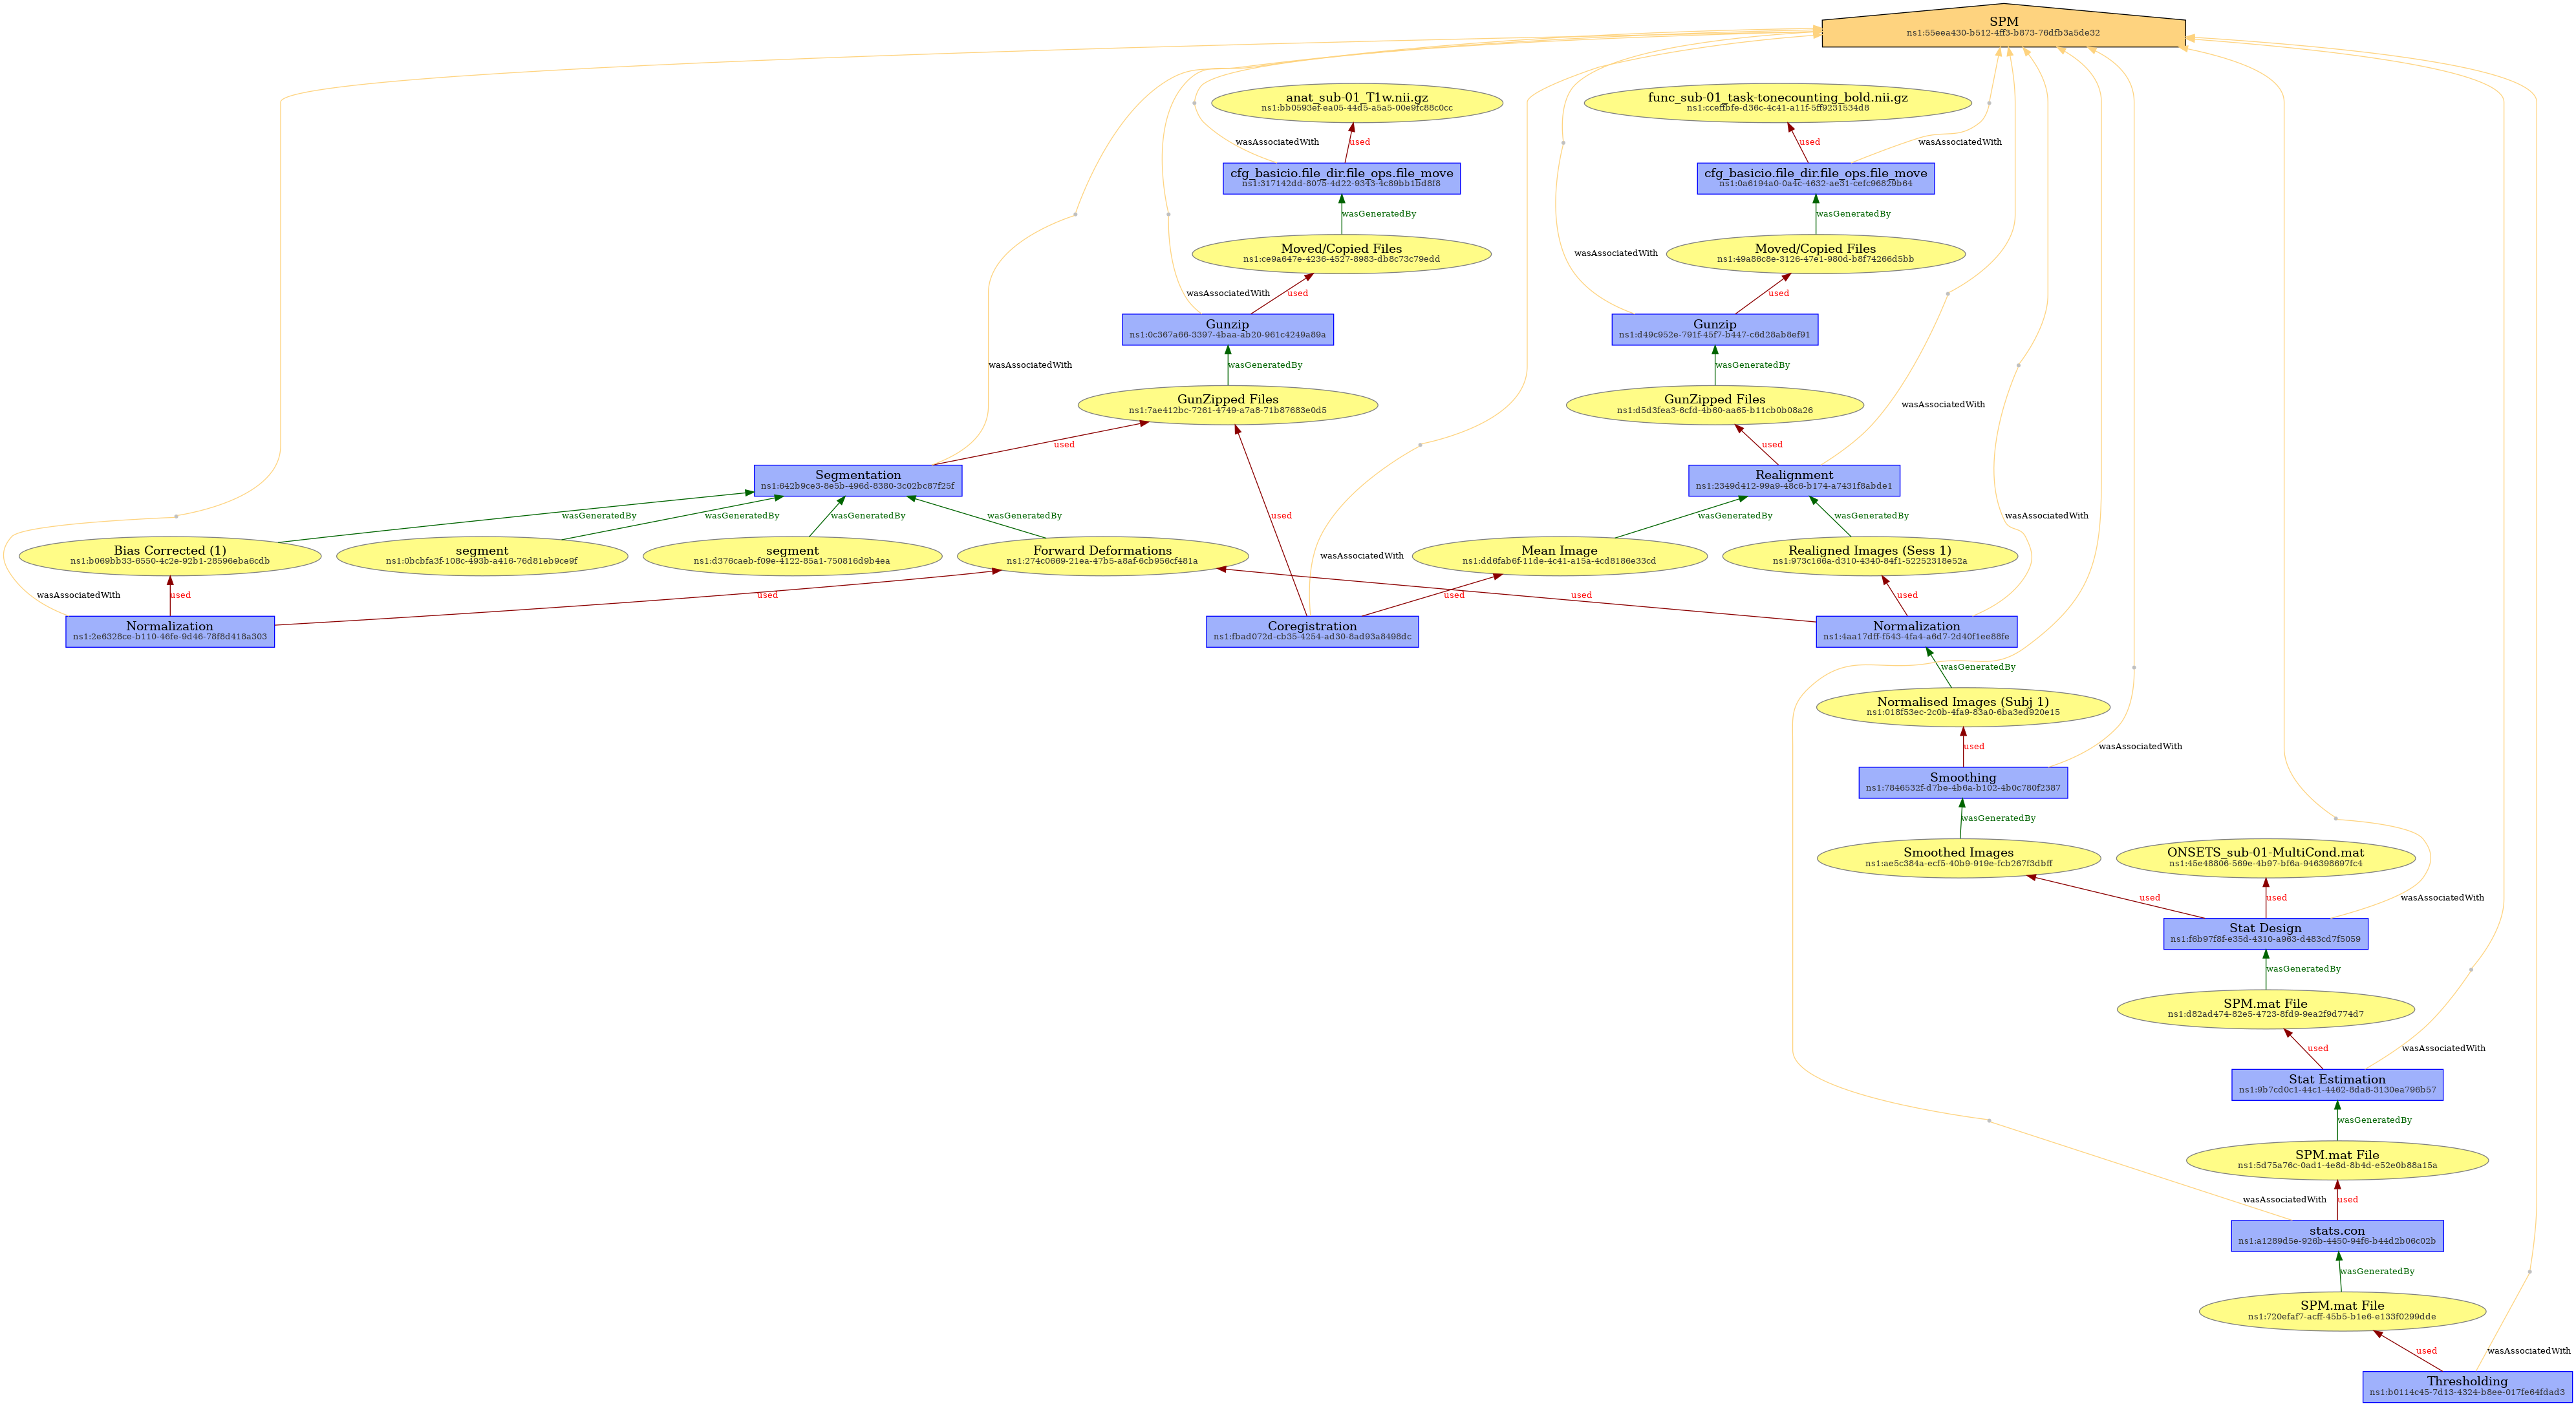 SPM
ns1:55eea430-b512-4ff3-b873-76dfb3a5de32
anat_sub-01_T1w.nii.gz
ns1:bb0593ef-ea05-44d5-a5a5-00e9fc88c0cc
func_sub-01_task-tonecounting_bold.nii.gz
ns1:cceffbfe-d36c-4c41-a11f-5ff9231534d8
wasAssociatedWith
used
used
wasAssociatedWith
cfg_basicio.file_dir.file_ops.file_move
ns1:317142dd-8075-4d22-9343-4c89bb1bd8f8
cfg_basicio.file_dir.file_ops.file_move
ns1:0a6194a0-0a4c-4632-ae31-cefc96829b64
wasGeneratedBy
wasGeneratedBy
Moved/Copied Files
ns1:ce9a647e-4236-4527-8983-db8c73c79edd
wasAssociatedWith
Moved/Copied Files
ns1:49a86c8e-3126-47e1-980d-b8f74266d5bb
wasAssociatedWith
used
used
Gunzip
ns1:0c367a66-3397-4baa-ab20-961c4249a89a
Gunzip
ns1:d49c952e-791f-45f7-b447-c6d28ab8ef91
wasAssociatedWith
wasGeneratedBy
wasGeneratedBy
GunZipped Files
ns1:7ae412bc-7261-4749-a7a8-71b87683e0d5
GunZipped Files
ns1:d5d3fea3-6cfd-4b60-aa65-b11cb0b08a26
wasAssociatedWith
used
used
Segmentation
ns1:642b9ce3-8e5b-496d-8380-3c02bc87f25f
Realignment
ns1:2349d412-99a9-48c6-b174-a7431f8abde1
wasGeneratedBy
wasGeneratedBy
wasGeneratedBy
wasGeneratedBy
used
wasGeneratedBy
wasGeneratedBy
wasAssociatedWith
Bias Corrected (1)
ns1:b069bb33-6550-4c2e-92b1-28596eba6cdb
segment
ns1:0bcbfa3f-108c-493b-a416-76d81eb9ce9f
segment
ns1:d376caeb-f09e-4122-85a1-750816d9b4ea
Forward Deformations
ns1:274c0669-21ea-47b5-a8af-6cb956cf481a
wasAssociatedWith
Mean Image
ns1:dd6fab6f-11de-4c41-a15a-4cd8186e33cd
Realigned Images (Sess 1)
ns1:973c166a-d310-4340-84f1-52252318e52a
wasAssociatedWith
used
used
used
used
used
Normalization
ns1:2e6328ce-b110-46fe-9d46-78f8d418a303
Coregistration
ns1:fbad072d-cb35-4254-ad30-8ad93a8498dc
Normalization
ns1:4aa17dff-f543-4fa4-a6d7-2d40f1ee88fe
wasGeneratedBy
Normalised Images (Subj 1)
ns1:018f53ec-2c0b-4fa9-83a0-6ba3ed920e15
used
wasAssociatedWith
Smoothing
ns1:7846532f-d7be-4b6a-b102-4b0c780f2387
wasGeneratedBy
Smoothed Images
ns1:ae5c384a-ecf5-40b9-919e-fcb267f3dbff
ONSETS_sub-01-MultiCond.mat
ns1:45e48806-569e-4b97-bf6a-946398697fc4
used
used
wasAssociatedWith
Stat Design
ns1:f6b97f8f-e35d-4310-a963-d483cd7f5059
wasGeneratedBy
SPM.mat File
ns1:d82ad474-82e5-4723-8fd9-9ea2f9d774d7
used
wasAssociatedWith
Stat Estimation
ns1:9b7cd0c1-44c1-4462-8da8-3130ea796b57
wasGeneratedBy
SPM.mat File
ns1:5d75a76c-0ad1-4e8d-8b4d-e52e0b88a15a
wasAssociatedWith
used
stats.con
ns1:a1289d5e-926b-4450-94f6-b44d2b06c02b
wasGeneratedBy
SPM.mat File
ns1:720efaf7-acff-45b5-b1e6-e133f0299dde
used
wasAssociatedWith
Thresholding
ns1:b0114c45-7d13-4324-b8ee-017fe64fdad3